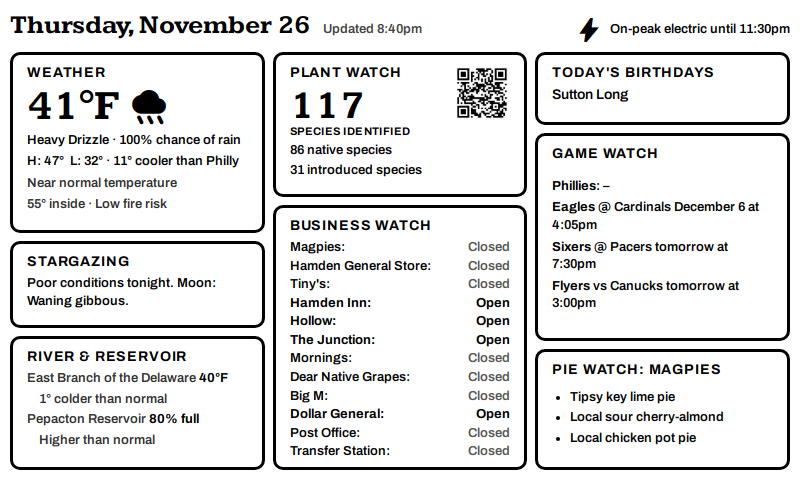 Thursday, November 26 Updated 8:40pm
On-peak electric until 11:30pm
WEATHER
41°F
Heavy Drizzle · 100% chance of rain
H: 47° L: 32° · 11° cooler than Philly
Near normal temperature
55° inside · Low fire risk
STARGAZING
Poor conditions tonight. Moon:
Waning gibbous.
RIVER & RESERVOIR
East Branch of the Delaware 40°F
1° colder than normal
Pepacton Reservoir 80% full
Higher than normal
PLANT WATCH
117
SPECIES IDENTIFIED
86 native species
31 introduced species
BUSINESS WATCH
Magpies: Closed
Hamden General Store: Closed
Tiny's: Closed
Hamden Inn: Open
Hollow: Open
The Junction: Open
Mornings: Closed
Dear Native Grapes: Closed
Big M: Closed
Dollar General: Open
Post Office: Closed
Transfer Station: Closed
TODAY'S BIRTHDAYS
Sutton Long
GAME WATCH
Phillies: –
Eagles @ Cardinals December 6 at
4:05pm
Sixers @ Pacers tomorrow at
7:30pm
Flyers vs Canucks tomorrow at
3:00pm
PIE WATCH: MAGPIES
• Tipsy key lime pie
• Local sour cherry-almond
• Local chicken pot pie